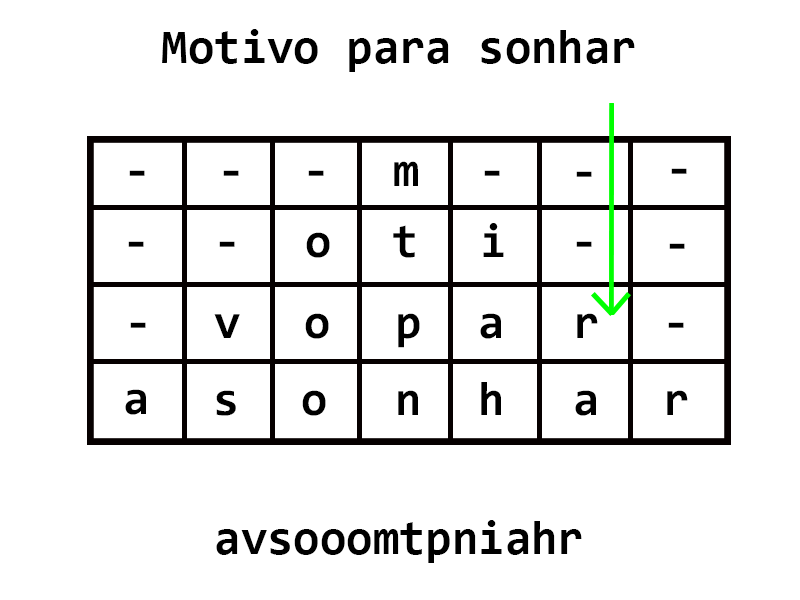 Motivo para sonhar
- - - m - - -
- - o t i - -
- v o p a r -
a s o n h a r
avsooomtpniahr